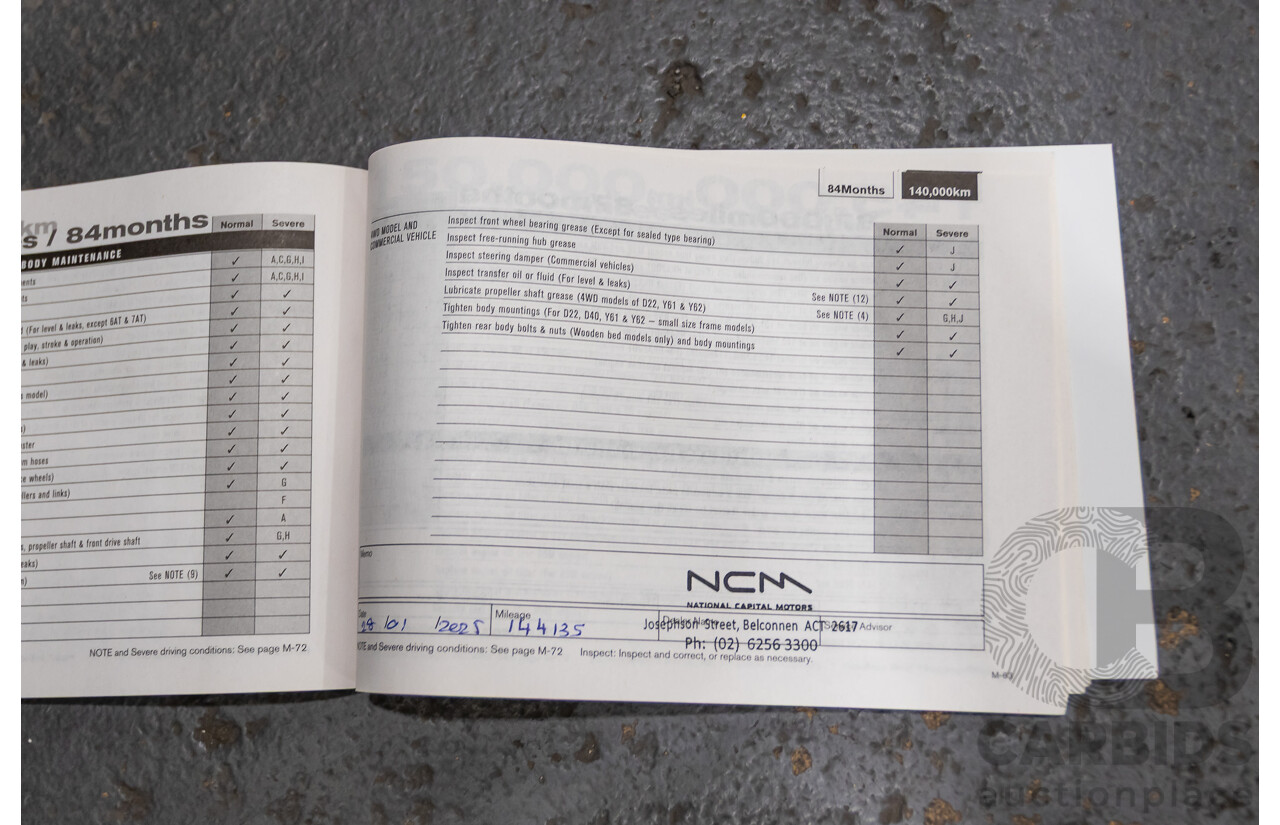 km
s / 84months
Normal Severe
BODY MAINTENANCE
ents ✓ A,C,G,H,I
ts ✓ A,C,G,H,I
✓ ✓
t (For level & leaks, except 6AT & 7AT) ✓ ✓
play, stroke & operation) ✓ ✓
& leaks) ✓ ✓
✓ ✓
s model) ✓ ✓
✓ ✓
s) ✓ ✓
ster ✓ ✓
m hoses ✓ ✓
e wheels) ✓ ✓
llers and links) ✓ G
F
✓ A
s, propeller shaft & front drive shaft ✓ G,H
eaks) ✓ ✓
n) See NOTE (9) ✓ ✓
NOTE and Severe driving conditions: See page M-72
84Months 140,000km
4WD MODEL AND
COMMERCIAL VEHICLE
Normal Severe
Inspect front wheel bearing grease (Except for sealed type bearing) ✓ J
Inspect free-running hub grease ✓ J
Inspect steering damper (Commercial vehicles) ✓ ✓
Inspect transfer oil or fluid (For level & leaks) See NOTE (12) ✓ ✓
Lubricate propeller shaft grease (4WD models of D22, Y61 & Y62) See NOTE (4) ✓ G,H,J
Tighten body mountings (For D22, D40, Y61 & Y62 – small size frame models) ✓ ✓
Tighten rear body bolts & nuts (Wooden bed models only) and body mountings ✓ ✓
Memo
NCM
NATIONAL CAPITAL MOTORS
Date Mileage Dealer Name Service Advisor
28/01/2025 144135 Josephson Street, Belconnen ACT 2617
Ph: (02) 6256 3300
NOTE and Severe driving conditions: See page M-72 Inspect: Inspect and correct, or replace as necessary.
CB
CARBIDS
auctionplace